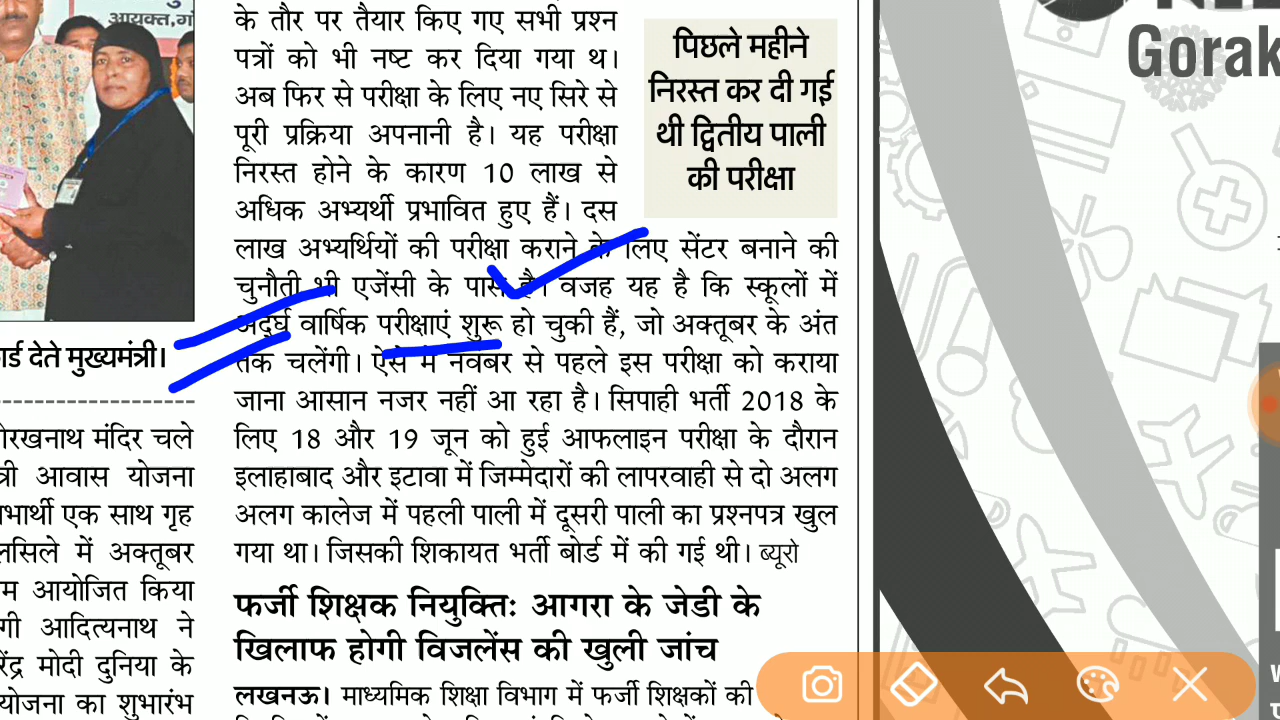 आयुक्त,गो
के तौर पर तैयार किए गए सभी प्रश्न
पत्रों को भी नष्ट कर दिया गया थ।
अब फिर से परीक्षा के लिए नए सिरे से
पूरी प्रक्रिया अपनानी है। यह परीक्षा
निरस्त होने के कारण 10 लाख से
अधिक अभ्यर्थी प्रभावित हुए हैं। दस
लाख अभ्यर्थियों की परीक्षा कराने के लिए सेंटर बनाने की
चुनौती भी एजेंसी के पास है। वजह यह है कि स्कूलों में
अर्द्घ वार्षिक परीक्षाएं शुरू हो चुकी हैं, जो अक्तूबर के अंत
तक चलेंगी। ऐसे में नवंबर से पहले इस परीक्षा को कराया
जाना आसान नजर नहीं आ रहा है। सिपाही भर्ती 2018 के
लिए 18 और 19 जून को हुई आफलाइन परीक्षा के दौरान
इलाहाबाद और इटावा में जिम्मेदारों की लापरवाही से दो अलग
अलग कालेज में पहली पाली में दूसरी पाली का प्रश्नपत्र खुल
गया था। जिसकी शिकायत भर्ती बोर्ड में की गई थी। ब्यूरो
पिछले महीने
निरस्त कर दी गई
थी द्वितीय पाली
की परीक्षा
फर्जी शिक्षक नियुक्तिः आगरा के जेडी के
खिलाफ होगी विजलेंस की खुली जांच
लखनऊ। माध्यमिक शिक्षा विभाग में फर्जी शिक्षकों की
र्ड देते मुख्यमंत्री।
ोरखनाथ मंदिर चले
त्री आवास योजना
भार्थी एक साथ गृह
लसिले में अक्तूबर
म आयोजित किया
गी आदित्यनाथ ने
रेंद्र मोदी दुनिया के
योजना का शुभारंभ
Gorak